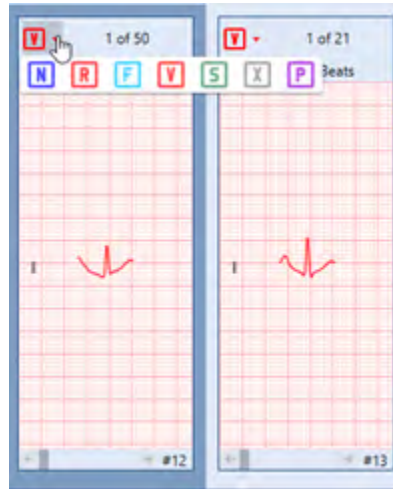 V 1 of 50
V 1 of 21
N R F V S X P
Beats
I
I
#12
#13